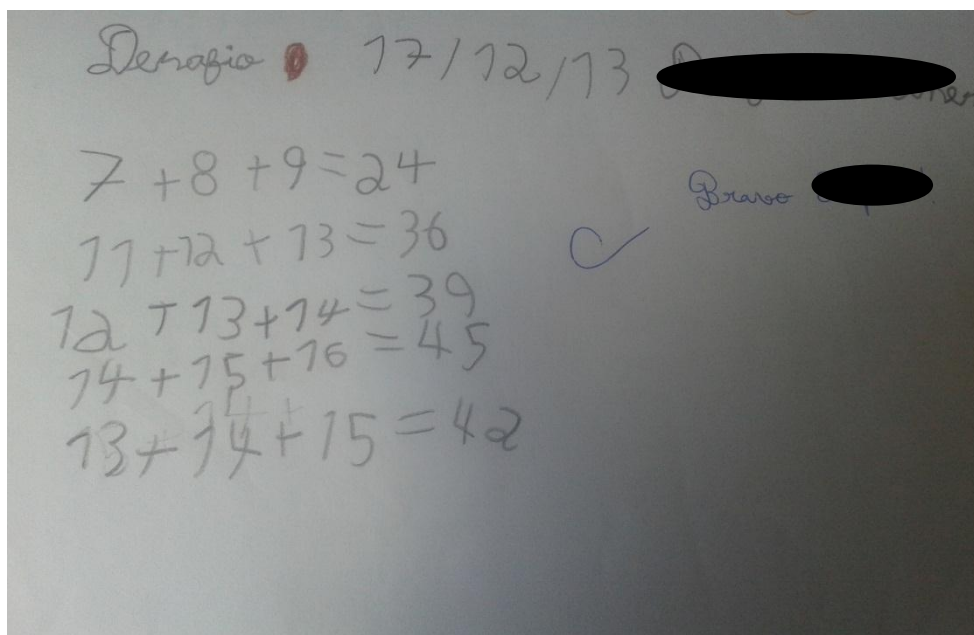 Desafio 17/12/13
7 + 8 + 9 = 24
Bravo
11 + 12 + 13 = 36
12 + 13 + 14 = 39
14 + 15 + 16 = 45
13 + 14 + 15 = 42